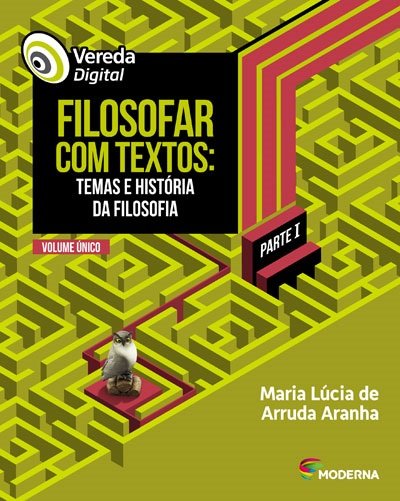 Vereda
Digital
FILOSOFAR
COM TEXTOS:
TEMAS E HISTÓRIA
DA FILOSOFIA
VOLUME ÚNICO
PARTE I
Maria Lúcia de
Arruda Aranha
MODERNA